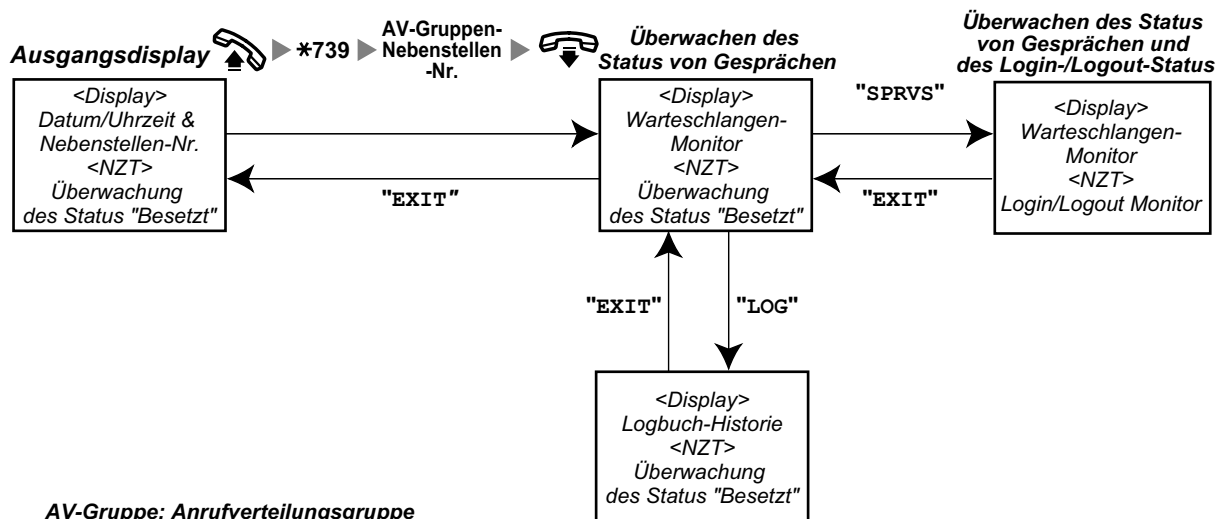 Ausgangsdisplay
*739
AV-Gruppen-
Nebenstellen
-Nr.
Überwachen des
Status von Gesprächen
Überwachen des Status
von Gesprächen und
des Login-/Logout-Status
<Display>
Datum/Uhrzeit &
Nebenstellen-Nr.
<NZT>
Überwachung
des Status "Besetzt"
"EXIT"
<Display>
Warteschlangen-
Monitor
<NZT>
Überwachung
des Status "Besetzt"
"SPRVS"
"EXIT"
<Display>
Warteschlangen-
Monitor
<NZT>
Login/Logout Monitor
"EXIT"
"LOG"
<Display>
Logbuch-Historie
<NZT>
Überwachung
des Status "Besetzt"
AV-Gruppe: Anrufverteilungsgruppe